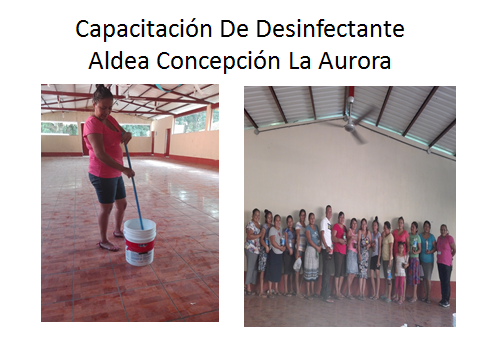 Capacitación De Desinfectante
Aldea Concepción La Aurora